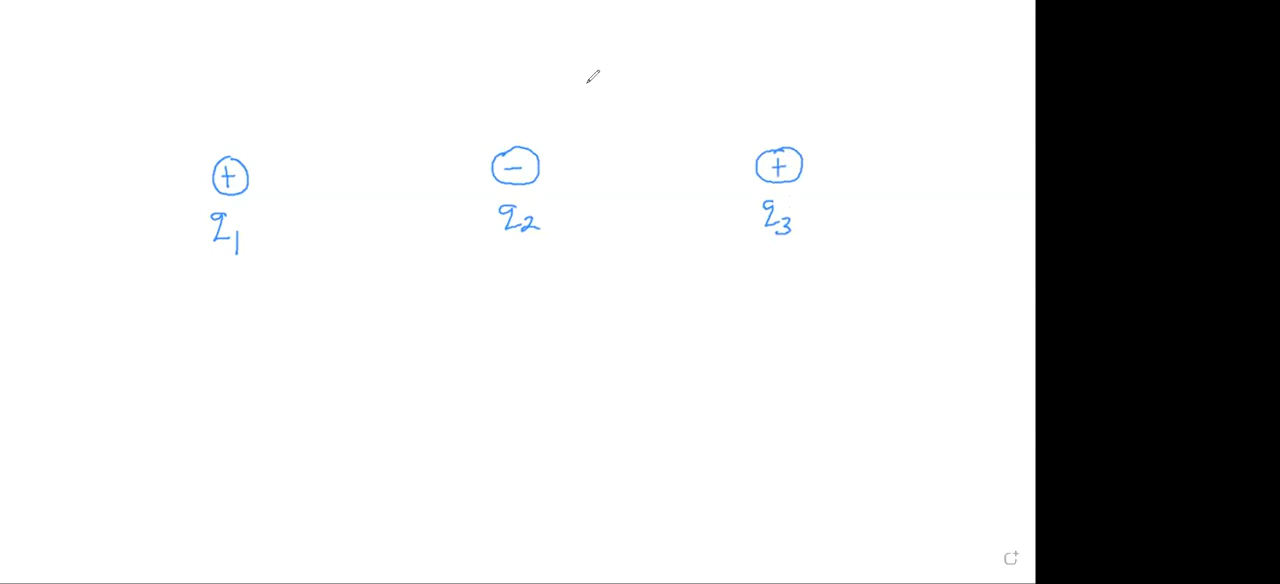 + - +
q1 q2 q3